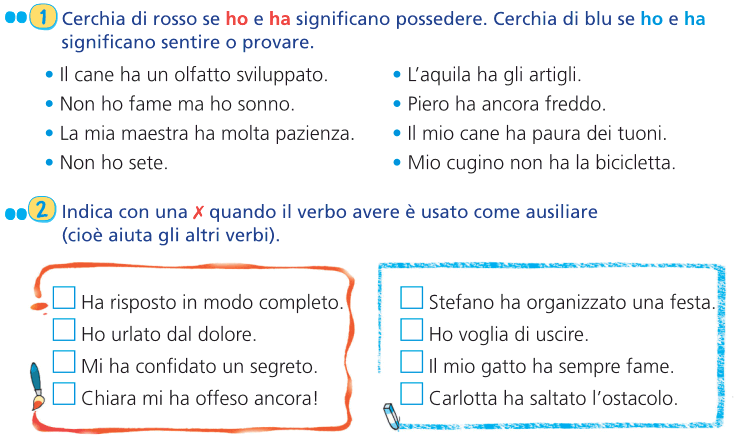 1 Cerchia di rosso se ho e ha significano possedere. Cerchia di blu se ho e ha
significano sentire o provare.
• Il cane ha un olfatto sviluppato.
• Non ho fame ma ho sonno.
• La mia maestra ha molta pazienza.
• Non ho sete.
• L'aquila ha gli artigli.
• Piero ha ancora freddo.
• Il mio cane ha paura dei tuoni.
• Mio cugino non ha la bicicletta.
2 Indica con una ✗ quando il verbo avere è usato come ausiliare
(cioè aiuta gli altri verbi).
Ha risposto in modo completo.
Ho urlato dal dolore.
Mi ha confidato un segreto.
Chiara mi ha offeso ancora!
Stefano ha organizzato una festa.
Ho voglia di uscire.
Il mio gatto ha sempre fame.
Carlotta ha saltato l'ostacolo.